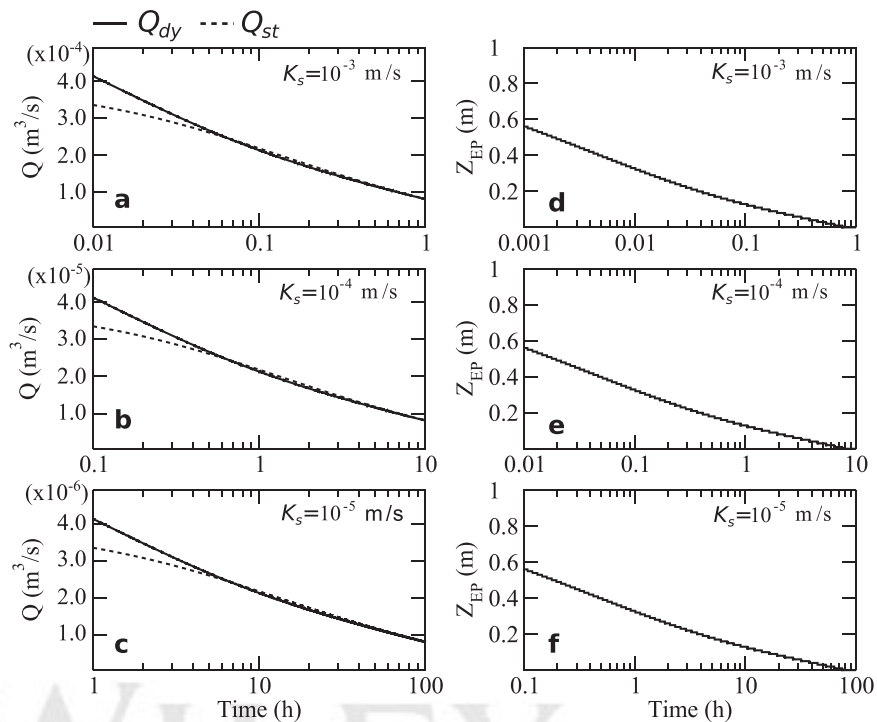 Q_dy Q_st
(x10^-4)
4.0
3.0
2.0
1.0
Q (m^3/s)
K_s=10^-3 m/s
a
0.01 0.1 1
1
0.8
0.6
0.4
0.2
Z_EP (m)
K_s=10^-3 m/s
d
0.001 0.01 0.1 1
(x10^-5)
4.0
3.0
2.0
1.0
Q (m^3/s)
K_s=10^-4 m/s
b
0.1 1 10
1
0.8
0.6
0.4
0.2
Z_EP (m)
K_s=10^-4 m/s
e
0.01 0.1 1 10
(x10^-6)
4.0
3.0
2.0
1.0
Q (m^3/s)
K_s=10^-5 m/s
c
1 10 100
Time (h)
1
0.8
0.6
0.4
0.2
Z_EP (m)
K_s=10^-5 m/s
f
0.1 1 10 100
Time (h)